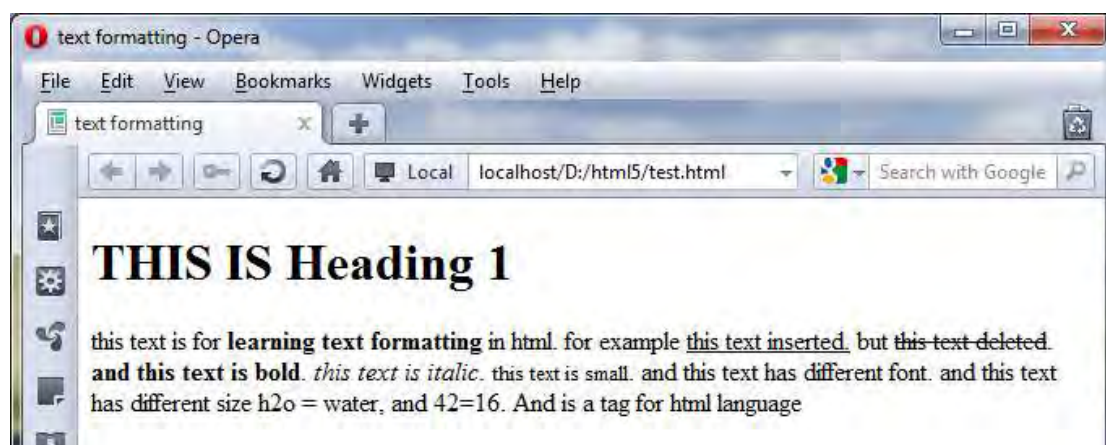 text formatting - Opera
File Edit View Bookmarks Widgets Tools Help
text formatting
Local localhost/D:/html5/test.html Search with Google
THIS IS Heading 1
this text is for learning text formatting in html. for example this text inserted. but this text deleted.
and this text is bold. this text is italic. this text is small. and this text has different font. and this text
has different size h2o = water, and 42=16. And is a tag for html language